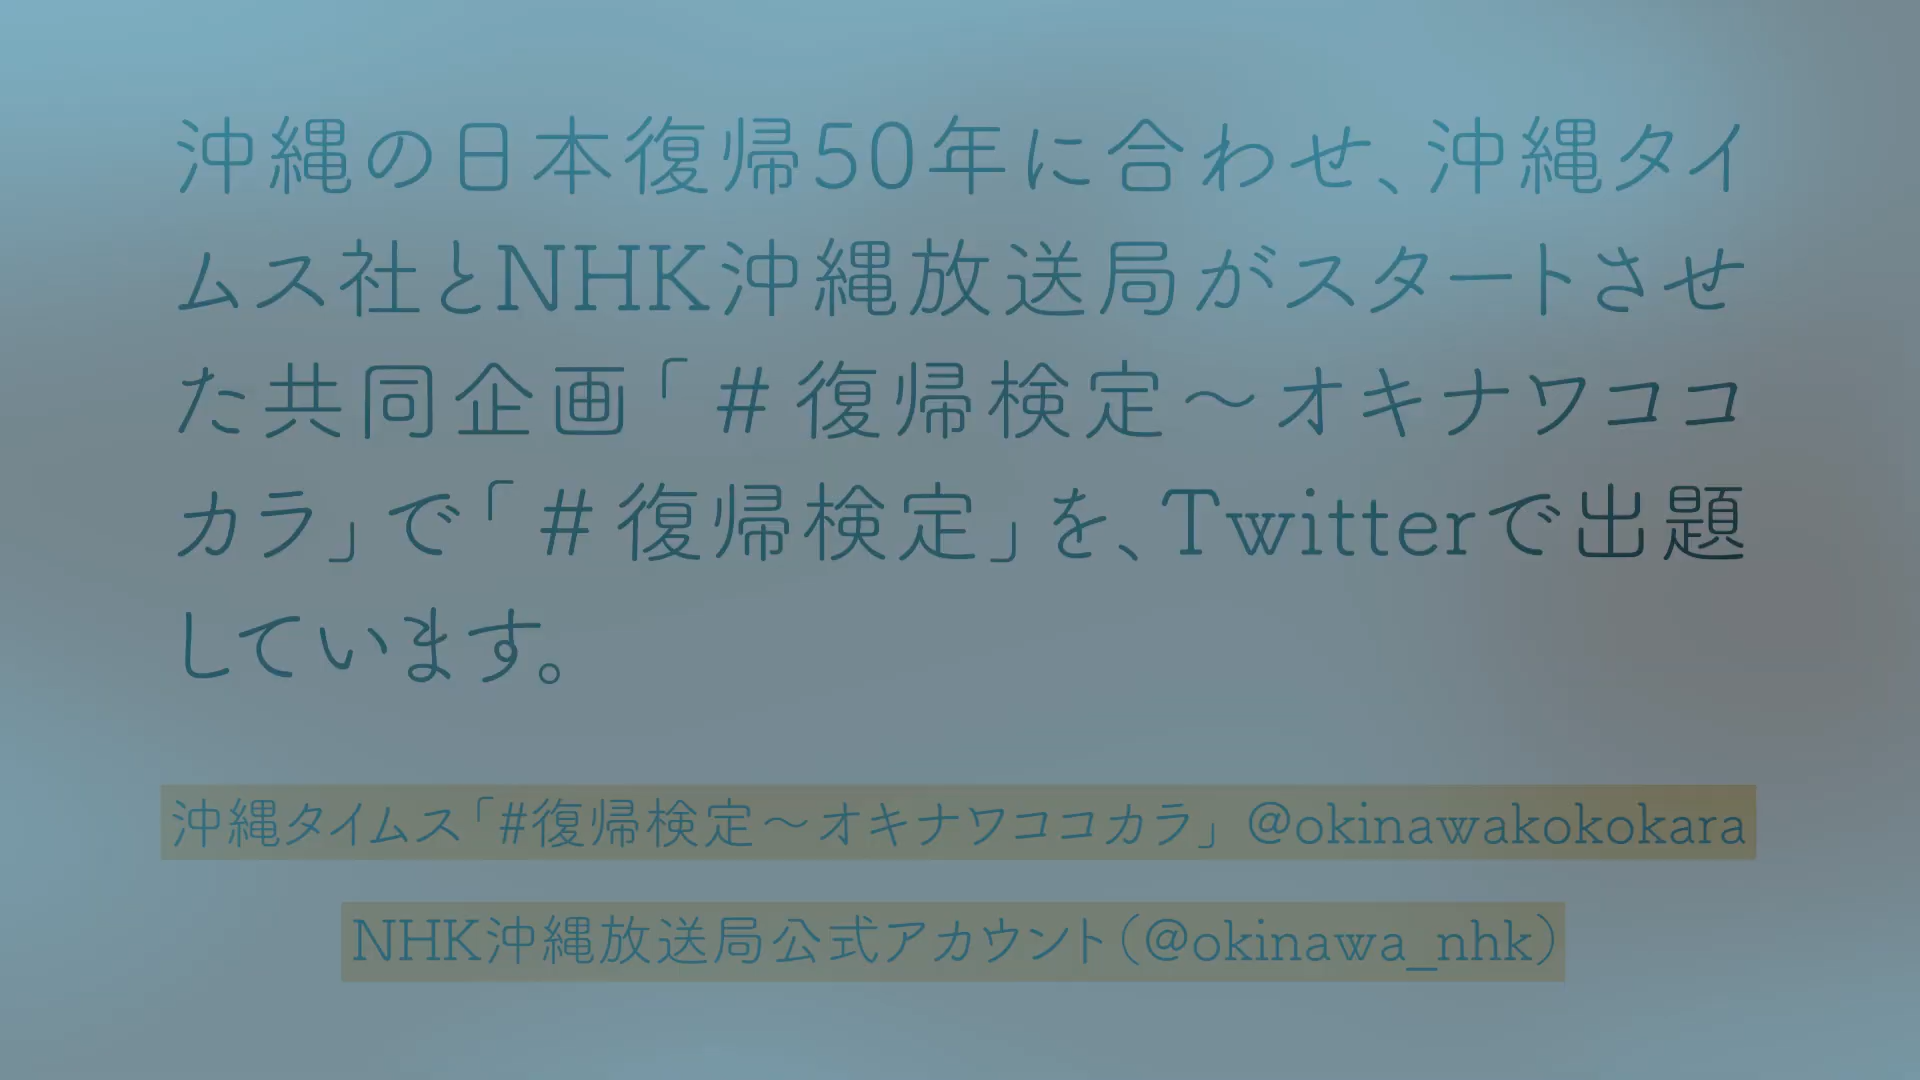 沖縄の日本復帰50年に合わせ、沖縄タイ
ムス社とNHK沖縄放送局がスタートさせ
た共同企画「#復帰検定〜オキナワココ
カラ」で「#復帰検定」を、Twitterで出題
しています。
沖縄タイムス「#復帰検定〜オキナワココカラ」 @okinawakokokara
NHK沖縄放送局公式アカウント（@okinawa_nhk）